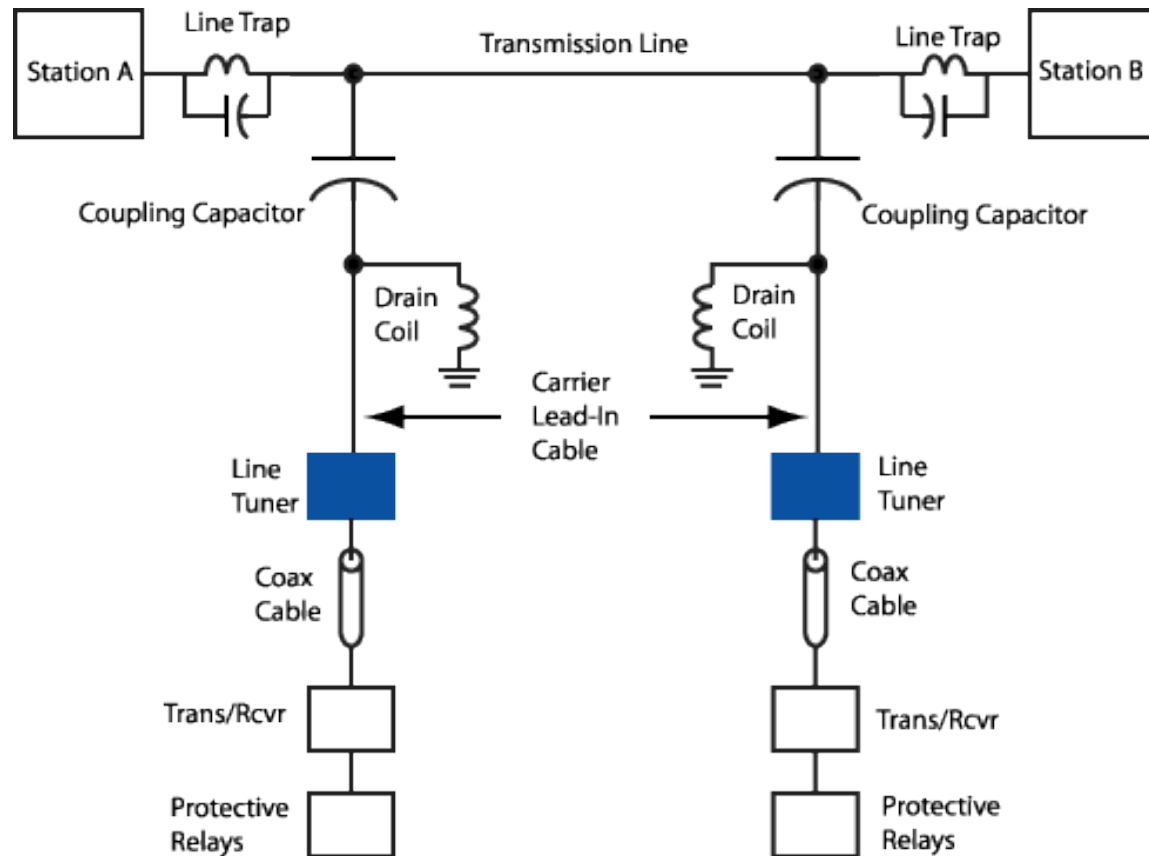 Line Trap
Transmission Line
Line Trap
Station A
Station B
Coupling Capacitor
Coupling Capacitor
Drain
Coil
Drain
Coil
Carrier
Lead-In
Cable
Line
Tuner
Line
Tuner
Coax
Cable
Coax
Cable
Trans/Rcvr
Trans/Rcvr
Protective
Relays
Protective
Relays